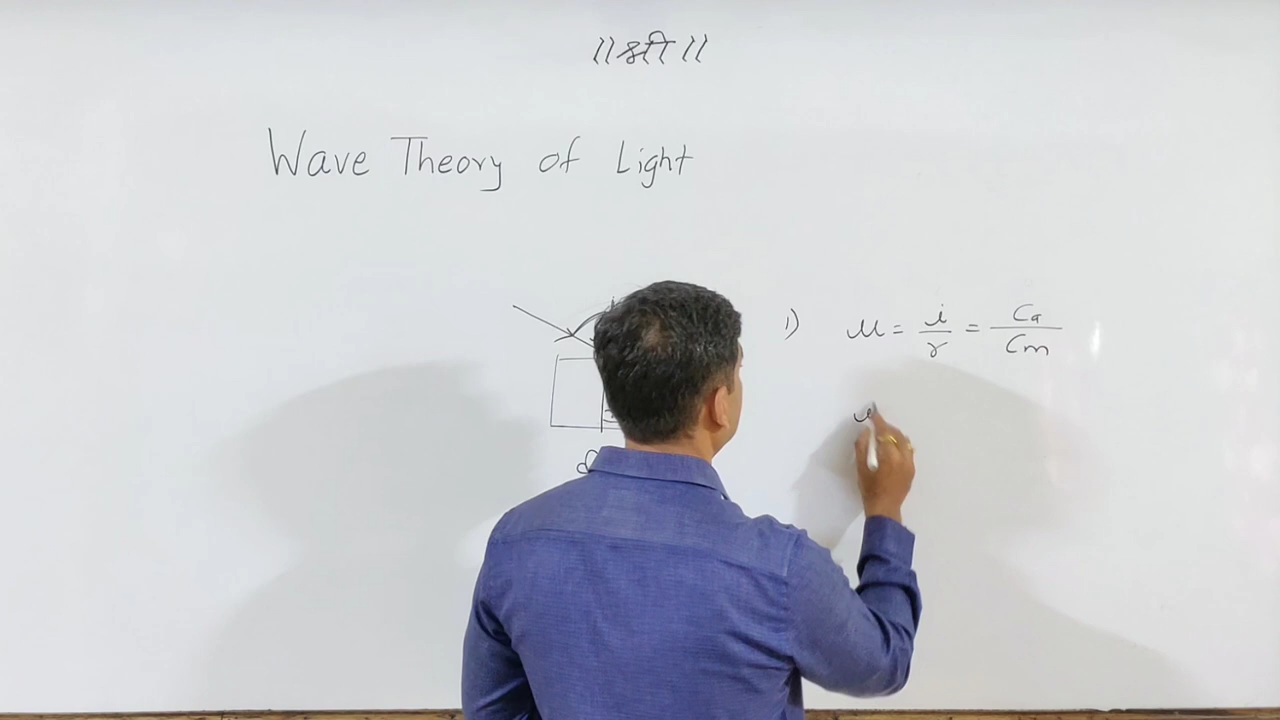 ॥श्री॥
Wave Theory of Light
1) μ = i/r = Ca/Cm